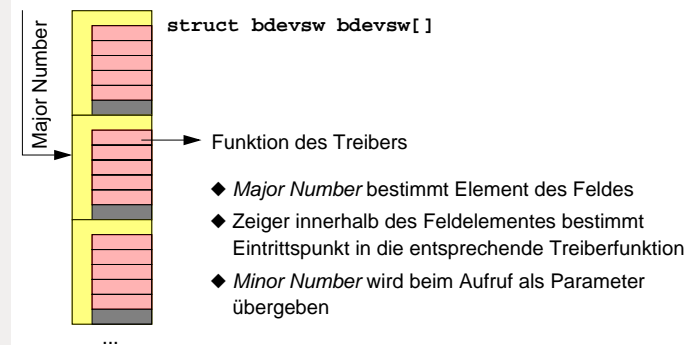 struct bdevsw bdevsw[]
Major Number
Funktion des Treibers
◆ Major Number bestimmt Element des Feldes
◆ Zeiger innerhalb des Feldelementes bestimmt
Eintrittspunkt in die entsprechende Treiberfunktion
◆ Minor Number wird beim Aufruf als Parameter
übergeben
...